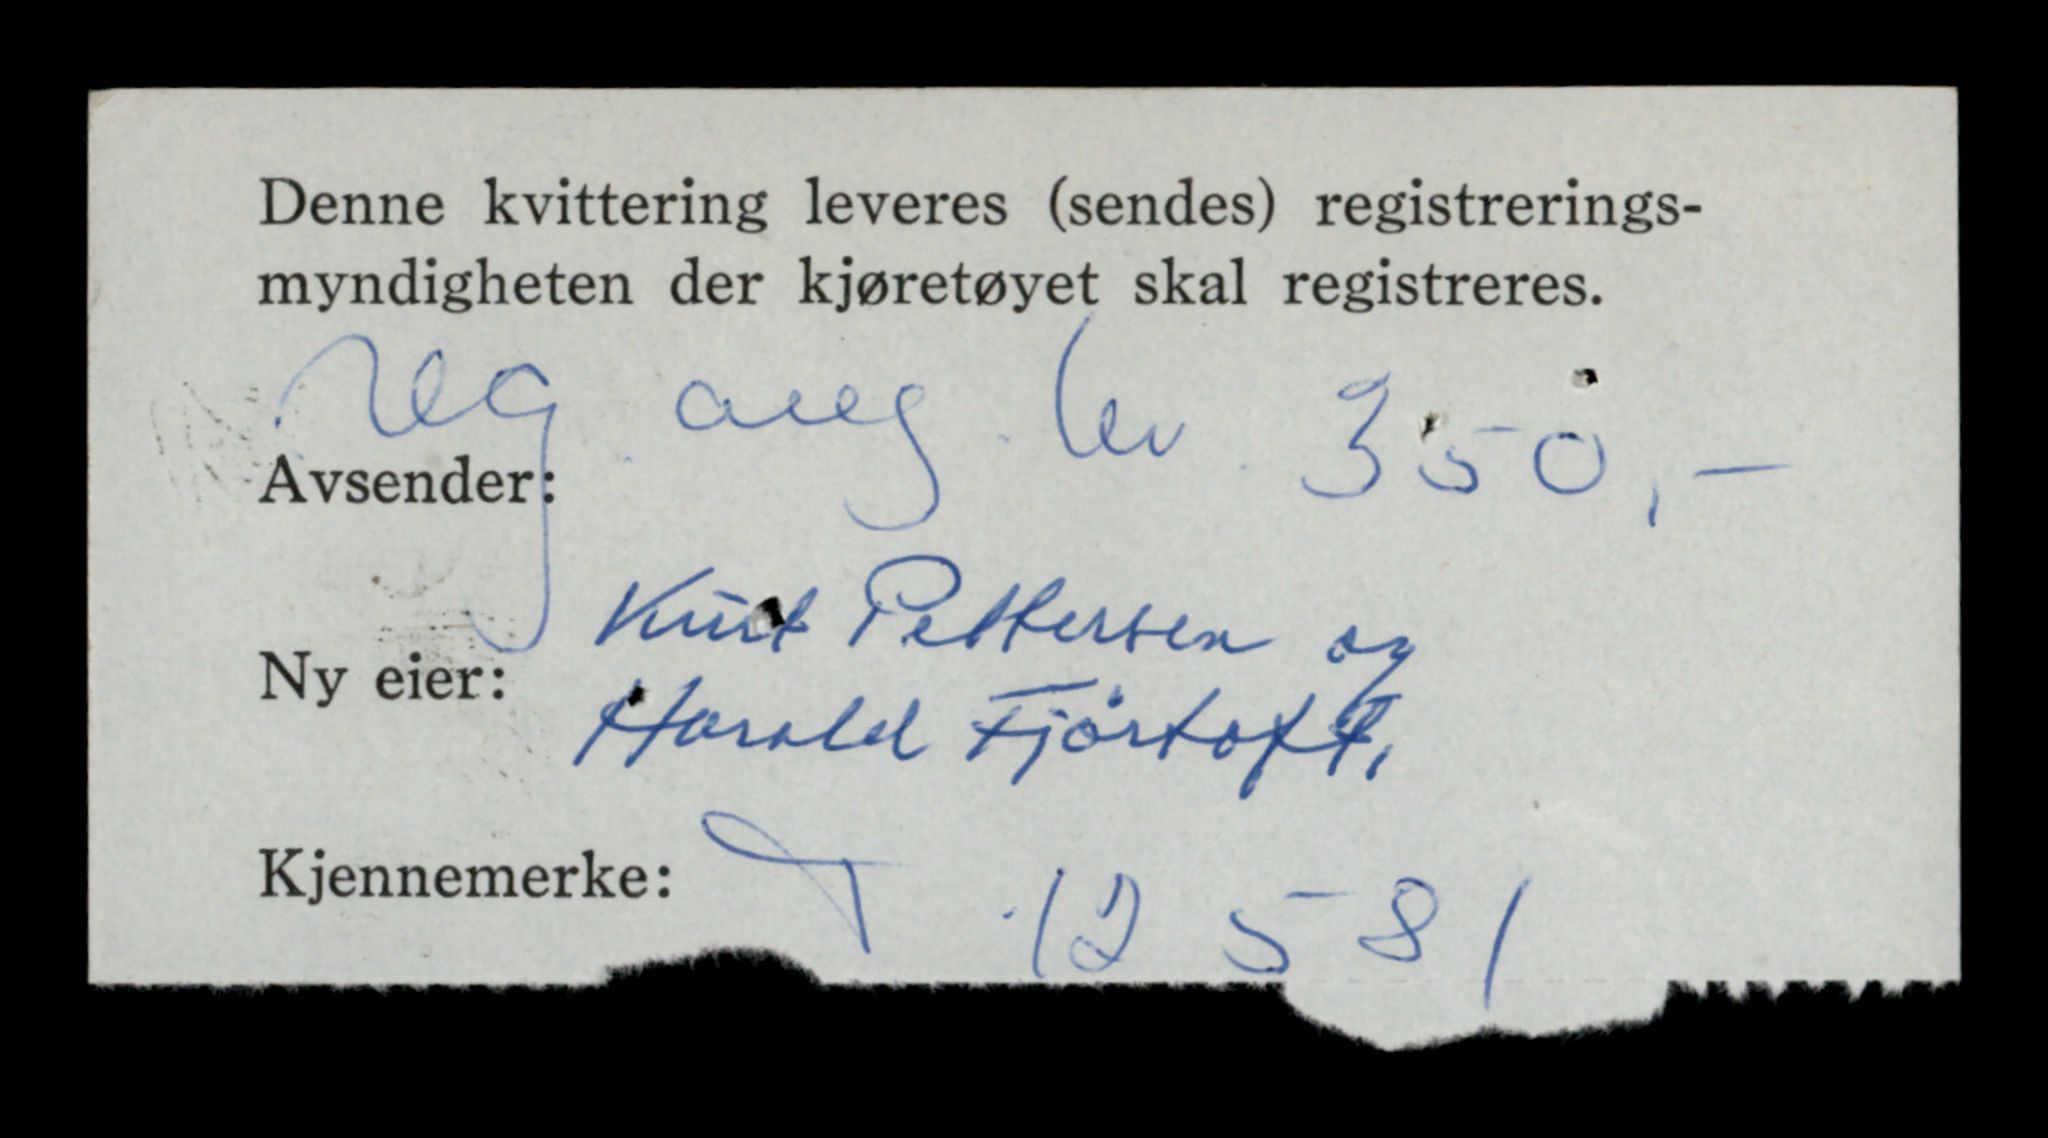 Denne kvittering leveres (sendes) registrerings-
myndigheten der kjøretøyet skal registreres.
reg. avg. kr. 350,-
Avsender:
Kurt Pettersen og
Ny eier:
Harald Fjörtoft,
Kjennemerke: T 12581